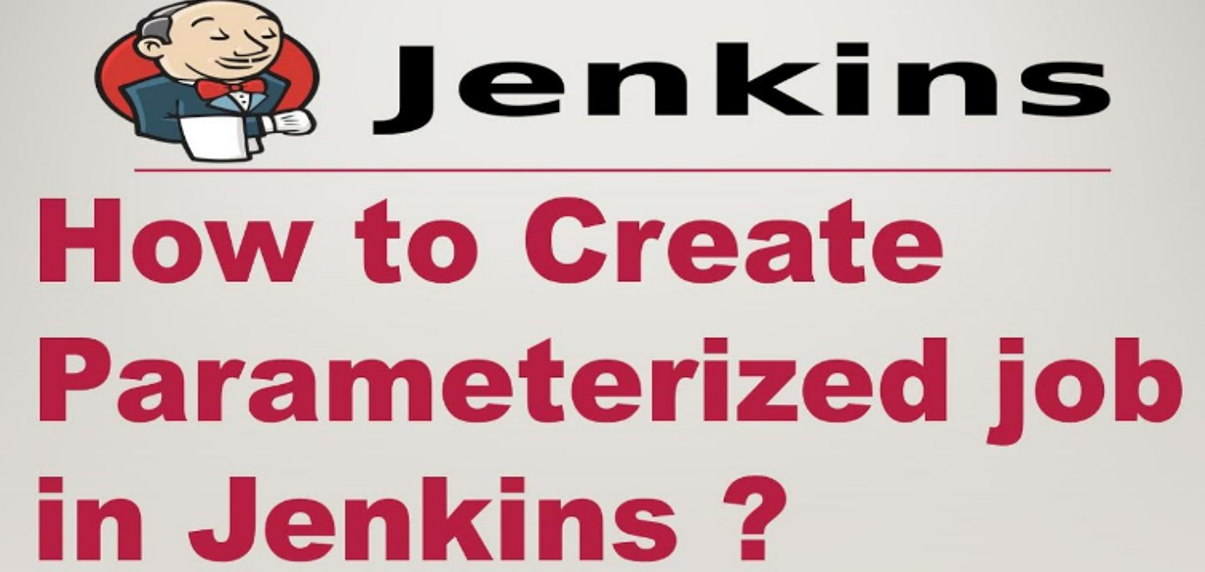 Jenkins
How to Create
Parameterized job
in Jenkins ?